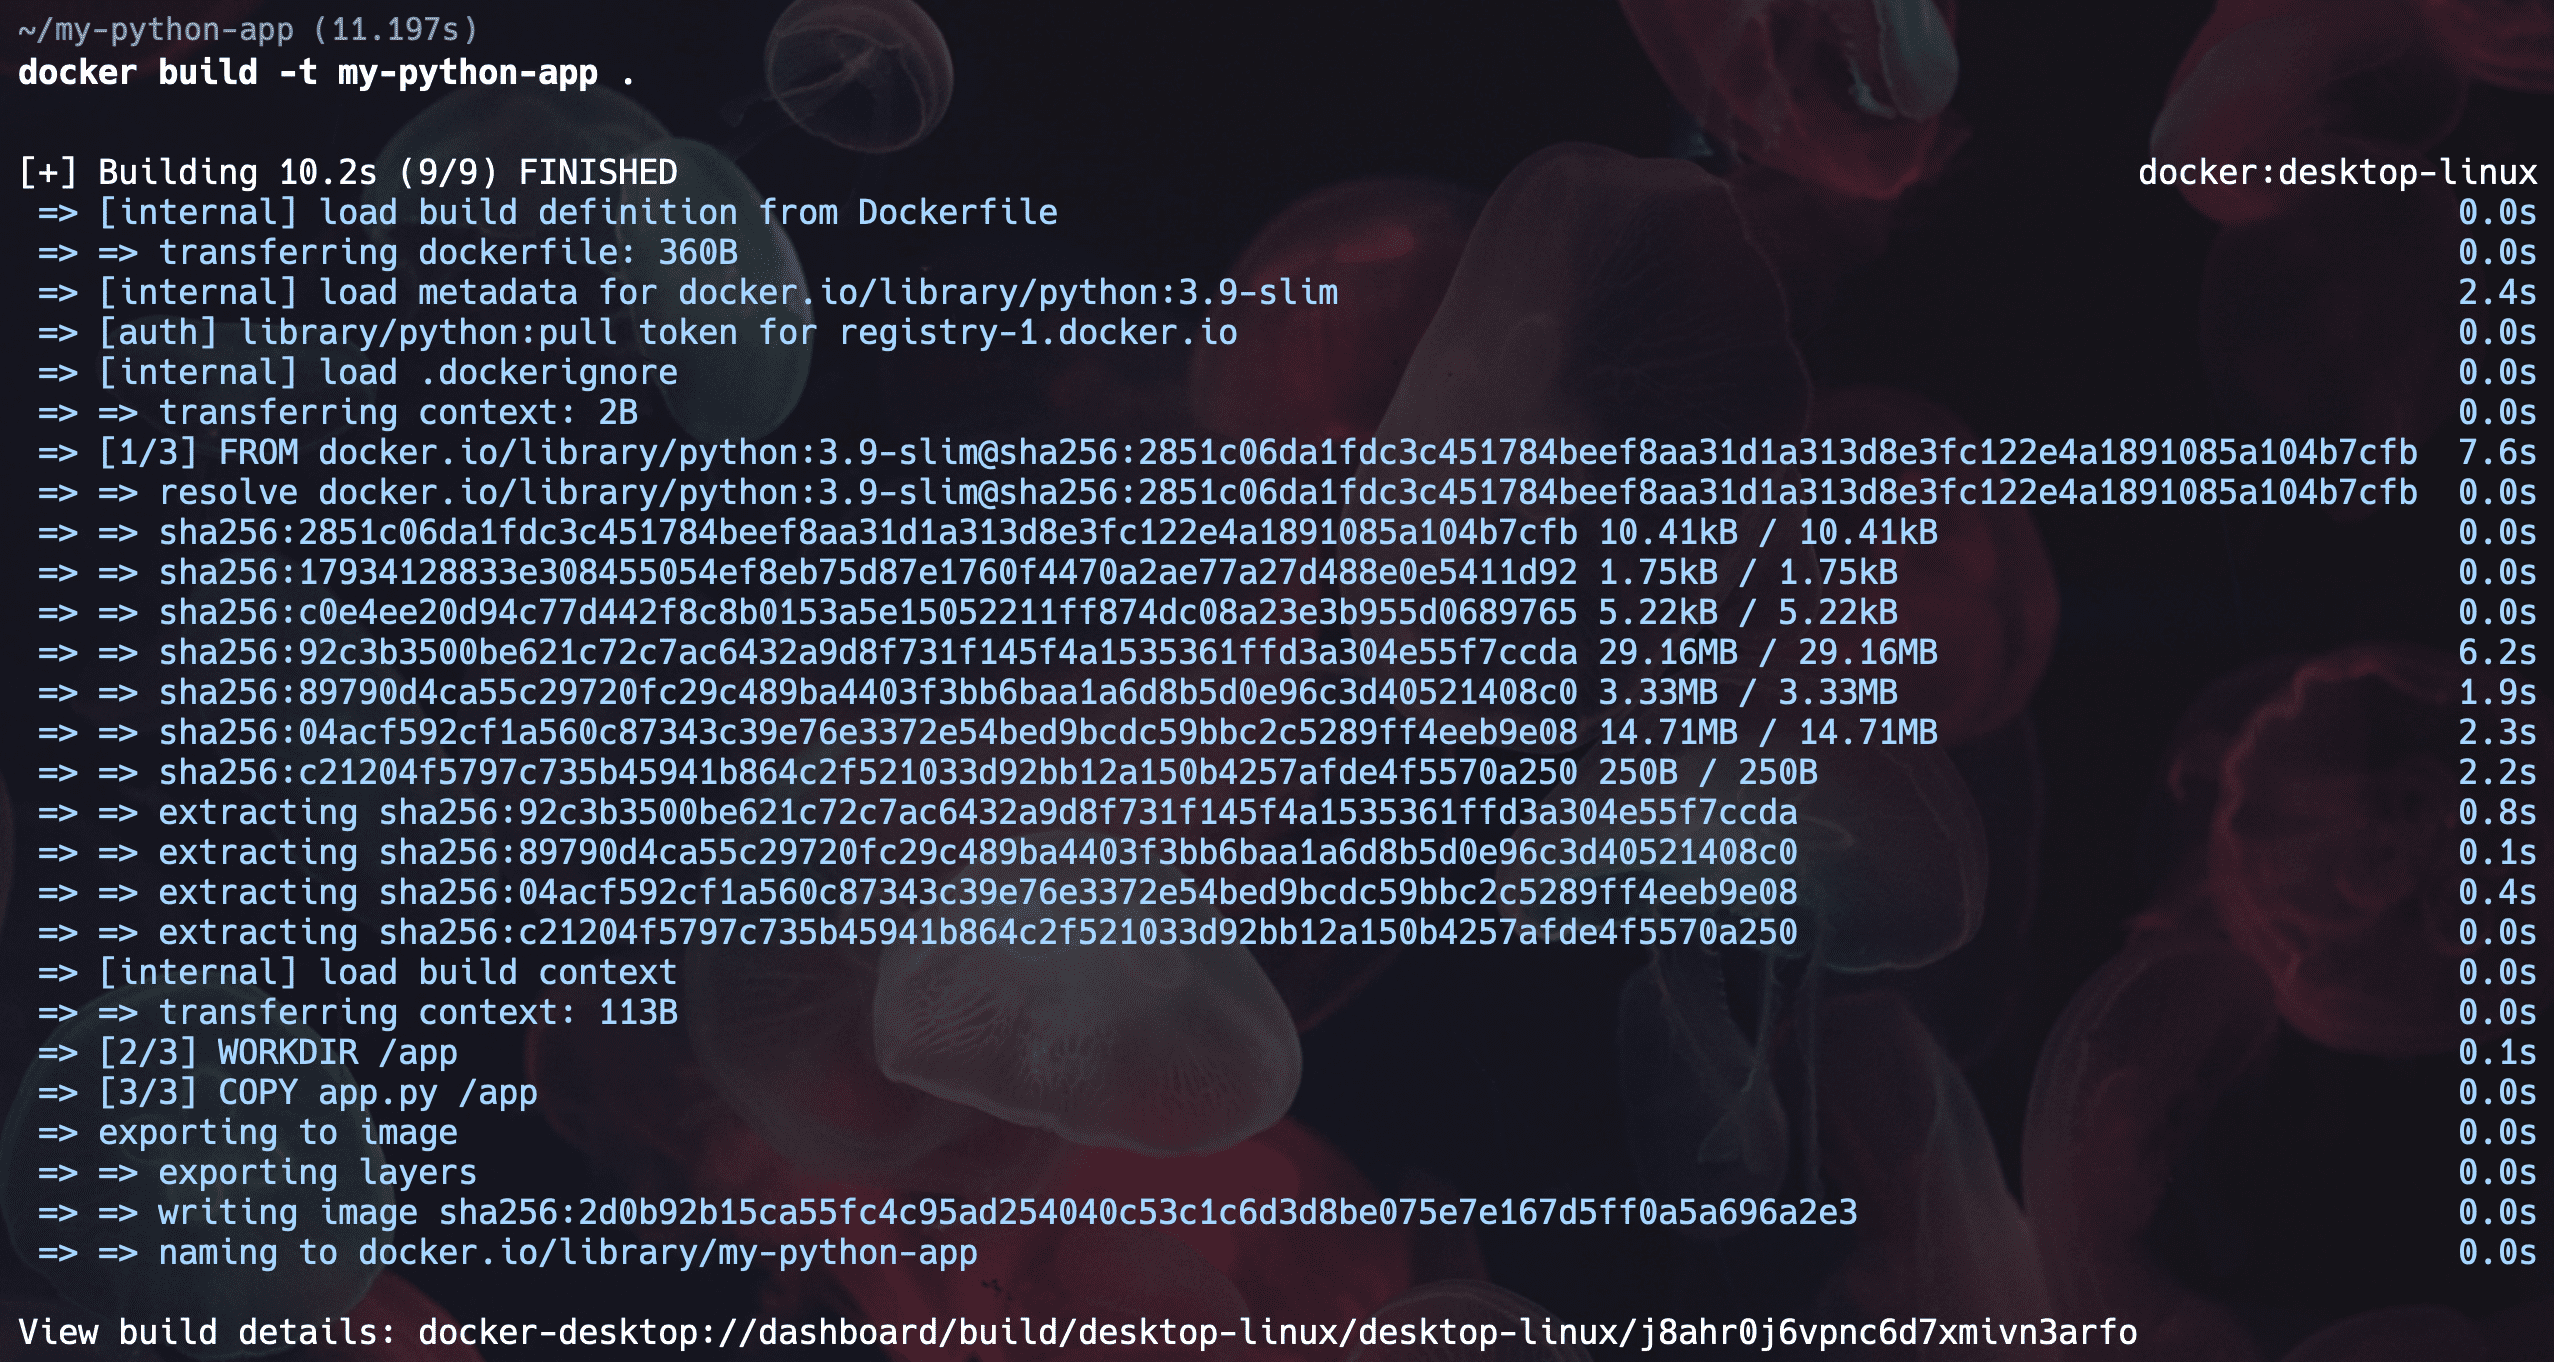 ~/my-python-app (11.197s)
docker build -t my-python-app .
[+] Building 10.2s (9/9) FINISHED docker:desktop-linux
=> [internal] load build definition from Dockerfile 0.0s
=> => transferring dockerfile: 360B 0.0s
=> [internal] load metadata for docker.io/library/python:3.9-slim 2.4s
=> [auth] library/python:pull token for registry-1.docker.io 0.0s
=> [internal] load .dockerignore 0.0s
=> => transferring context: 2B 0.0s
=> [1/3] FROM docker.io/library/python:3.9-slim@sha256:2851c06da1fdc3c451784beef8aa31d1a313d8e3fc122e4a1891085a104b7cfb 7.6s
=> => resolve docker.io/library/python:3.9-slim@sha256:2851c06da1fdc3c451784beef8aa31d1a313d8e3fc122e4a1891085a104b7cfb 0.0s
=> => sha256:2851c06da1fdc3c451784beef8aa31d1a313d8e3fc122e4a1891085a104b7cfb 10.41kB / 10.41kB 0.0s
=> => sha256:17934128833e308455054ef8eb75d87e1760f4470a2ae77a27d488e0e5411d92 1.75kB / 1.75kB 0.0s
=> => sha256:c0e4ee20d94c77d442f8c8b0153a5e15052211ff874dc08a23e3b955d0689765 5.22kB / 5.22kB 0.0s
=> => sha256:92c3b3500be621c72c7ac6432a9d8f731f145f4a1535361ffd3a304e55f7ccda 29.16MB / 29.16MB 6.2s
=> => sha256:89790d4ca55c29720fc29c489ba4403f3bb6baa1a6d8b5d0e96c3d40521408c0 3.33MB / 3.33MB 1.9s
=> => sha256:04acf592cf1a560c87343c39e76e3372e54bed9bcdc59bbc2c5289ff4eeb9e08 14.71MB / 14.71MB 2.3s
=> => sha256:c21204f5797c735b45941b864c2f521033d92bb12a150b4257afde4f5570a250 250B / 250B 2.2s
=> => extracting sha256:92c3b3500be621c72c7ac6432a9d8f731f145f4a1535361ffd3a304e55f7ccda 0.8s
=> => extracting sha256:89790d4ca55c29720fc29c489ba4403f3bb6baa1a6d8b5d0e96c3d40521408c0 0.1s
=> => extracting sha256:04acf592cf1a560c87343c39e76e3372e54bed9bcdc59bbc2c5289ff4eeb9e08 0.4s
=> => extracting sha256:c21204f5797c735b45941b864c2f521033d92bb12a150b4257afde4f5570a250 0.0s
=> [internal] load build context 0.0s
=> => transferring context: 113B 0.0s
=> [2/3] WORKDIR /app 0.1s
=> [3/3] COPY app.py /app 0.0s
=> exporting to image 0.0s
=> => exporting layers 0.0s
=> => writing image sha256:2d0b92b15ca55fc4c95ad254040c53c1c6d3d8be075e7e167d5ff0a5a696a2e3 0.0s
=> => naming to docker.io/library/my-python-app 0.0s
View build details: docker-desktop://dashboard/build/desktop-linux/desktop-linux/j8ahr0j6vpnc6d7xmivn3arfo